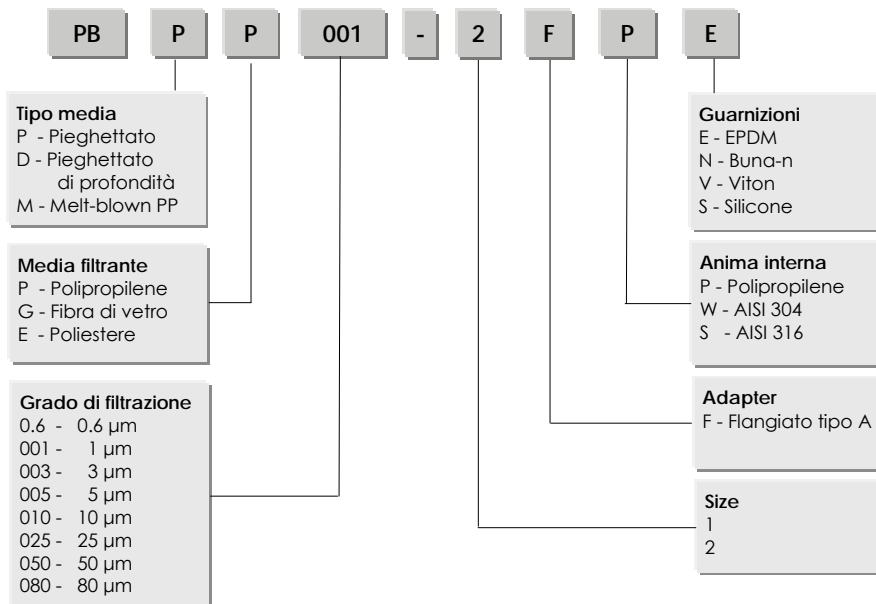 PB P P 001 - 2 F P E
Tipo media
P - Pieghettato
D - Pieghettato
di profondità
M - Melt-blown PP
Media filtrante
P - Polipropilene
G - Fibra di vetro
E - Poliestere
Grado di filtrazione
0.6 - 0.6 µm
001 - 1 µm
003 - 3 µm
005 - 5 µm
010 - 10 µm
025 - 25 µm
050 - 50 µm
080 - 80 µm
Guarnizioni
E - EPDM
N - Buna-n
V - Viton
S - Silicone
Anima interna
P - Polipropilene
W - AISI 304
S - AISI 316
Adapter
F - Flangiato tipo A
Size
1
2